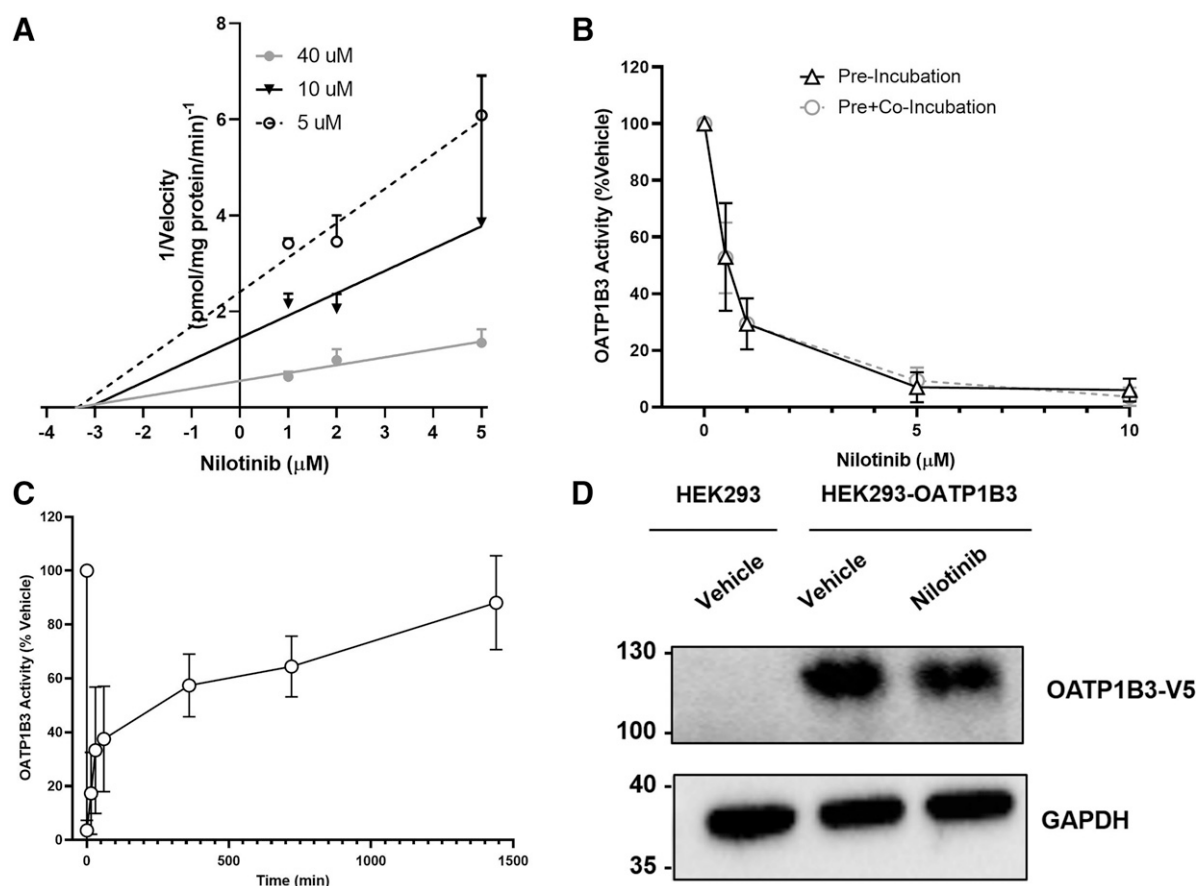 A
8
6
4
2
40 uM
10 uM
5 uM
1/Velocity
(pmol/mg protein/min)⁻¹
-4 -3 -2 -1 0 1 2 3 4 5
Nilotinib (μM)
B
120
100
80
60
40
20
0
Pre-Incubation
Pre+Co-Incubation
OATP1B3 Activity (%Vehicle)
0 5 10
Nilotinib (μM)
C
120
100
80
60
40
20
0
OATP1B3 Activity (% Vehicle)
0 500 1000 1500
Time (min)
D
HEK293 HEK293-OATP1B3
Vehicle Vehicle Nilotinib
130
100
OATP1B3-V5
40
35
GAPDH